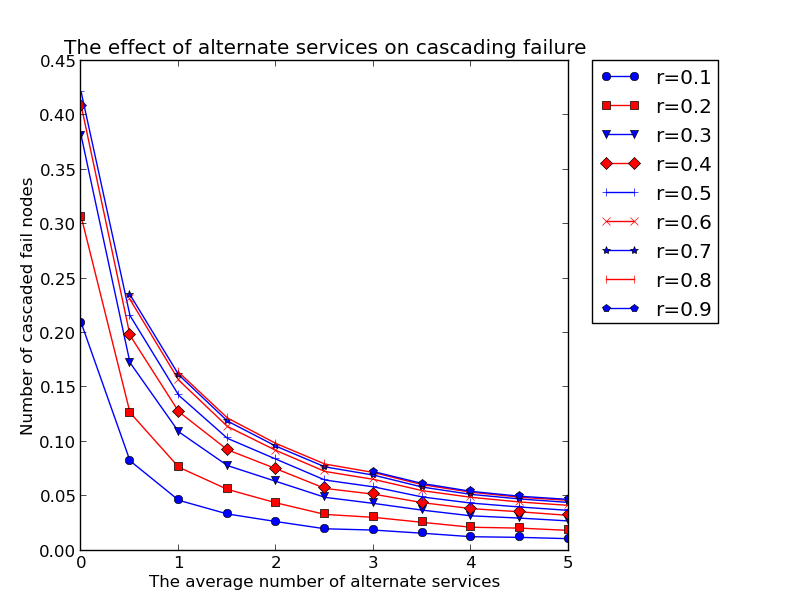 The effect of alternate services on cascading failure
Number of cascaded fail nodes
0.45
0.40
0.35
0.30
0.25
0.20
0.15
0.10
0.05
0.00
0 1 2 3 4 5
The average number of alternate services
r=0.1
r=0.2
r=0.3
r=0.4
r=0.5
r=0.6
r=0.7
r=0.8
r=0.9